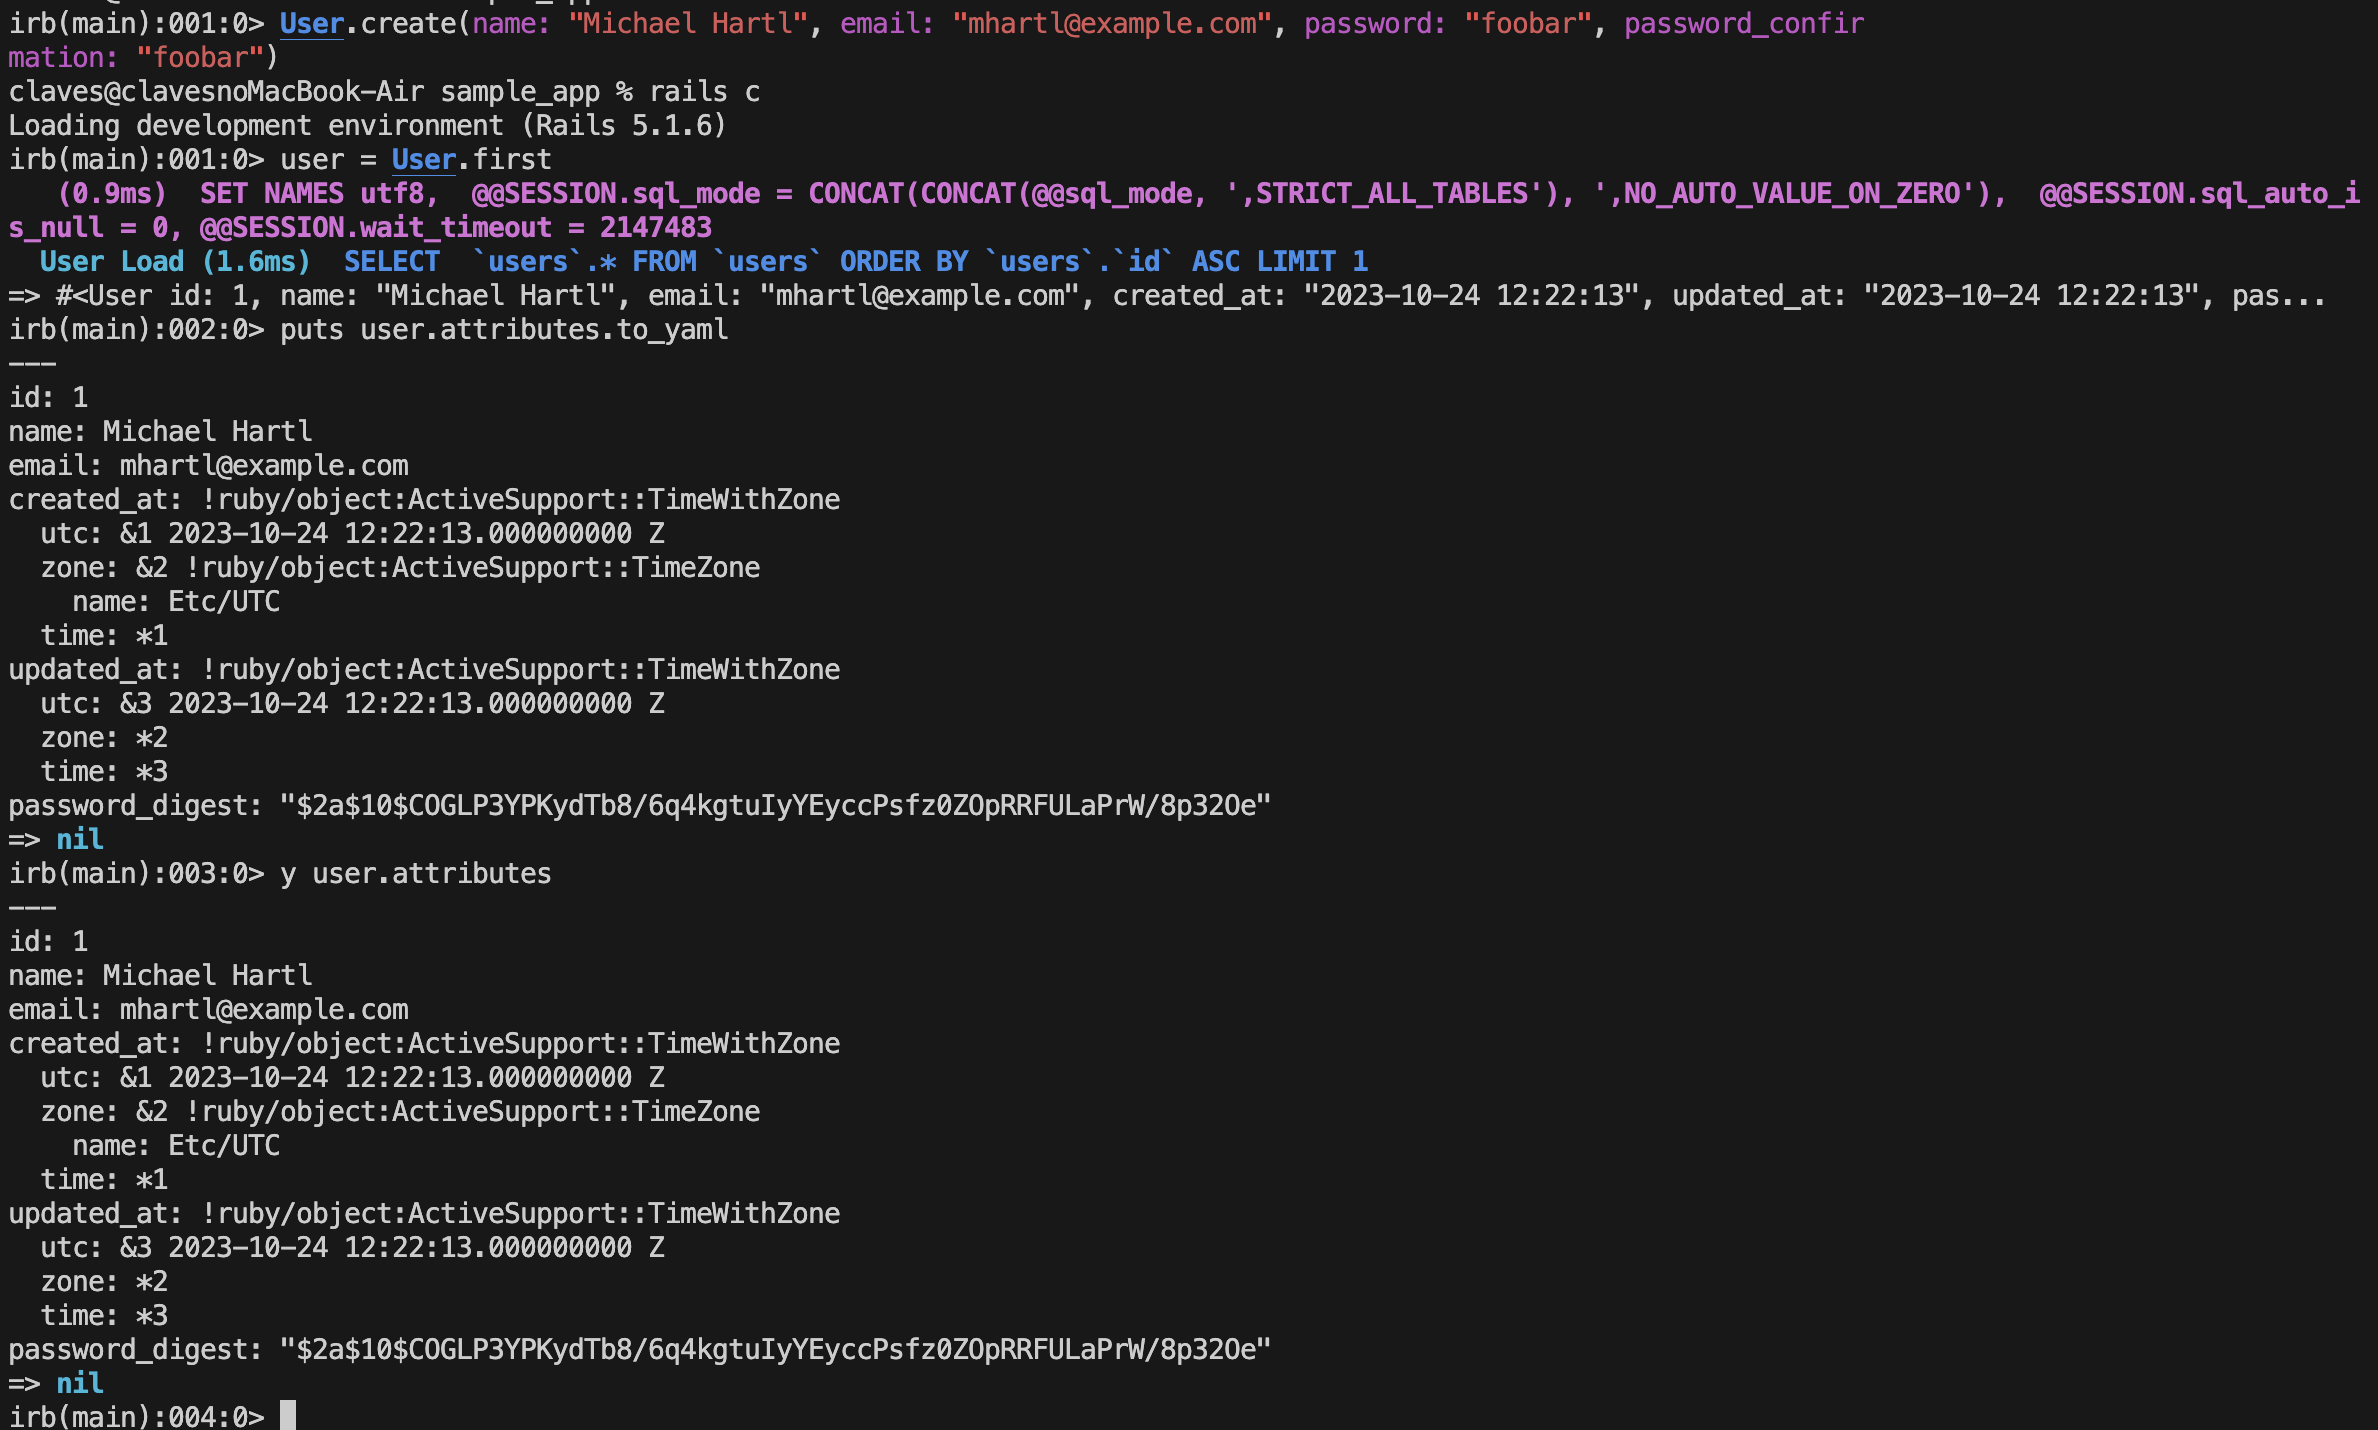 irb(main):001:0> User.create(name: "Michael Hartl", email: "mhartl@example.com", password: "foobar", password_confir
mation: "foobar")
claves@clavesnoMacBook-Air sample_app % rails c
Loading development environment (Rails 5.1.6)
irb(main):001:0> user = User.first
   (0.9ms)  SET NAMES utf8,  @@SESSION.sql_mode = CONCAT(CONCAT(@@sql_mode, ',STRICT_ALL_TABLES'), ',NO_AUTO_VALUE_ON_ZERO'),  @@SESSION.sql_auto_i
s_null = 0, @@SESSION.wait_timeout = 2147483
  User Load (1.6ms)  SELECT  `users`.* FROM `users` ORDER BY `users`.`id` ASC LIMIT 1
=> #<User id: 1, name: "Michael Hartl", email: "mhartl@example.com", created_at: "2023-10-24 12:22:13", updated_at: "2023-10-24 12:22:13", pas...
irb(main):002:0> puts user.attributes.to_yaml
---
id: 1
name: Michael Hartl
email: mhartl@example.com
created_at: !ruby/object:ActiveSupport::TimeWithZone
  utc: &1 2023-10-24 12:22:13.000000000 Z
  zone: &2 !ruby/object:ActiveSupport::TimeZone
    name: Etc/UTC
  time: *1
updated_at: !ruby/object:ActiveSupport::TimeWithZone
  utc: &3 2023-10-24 12:22:13.000000000 Z
  zone: *2
  time: *3
password_digest: "$2a$10$COGLP3YPKydTb8/6q4kgtuIyYEyccPsfz0ZOpRRFULaPrW/8p32Oe"
=> nil
irb(main):003:0> y user.attributes
---
id: 1
name: Michael Hartl
email: mhartl@example.com
created_at: !ruby/object:ActiveSupport::TimeWithZone
  utc: &1 2023-10-24 12:22:13.000000000 Z
  zone: &2 !ruby/object:ActiveSupport::TimeZone
    name: Etc/UTC
  time: *1
updated_at: !ruby/object:ActiveSupport::TimeWithZone
  utc: &3 2023-10-24 12:22:13.000000000 Z
  zone: *2
  time: *3
password_digest: "$2a$10$COGLP3YPKydTb8/6q4kgtuIyYEyccPsfz0ZOpRRFULaPrW/8p32Oe"
=> nil
irb(main):004:0>